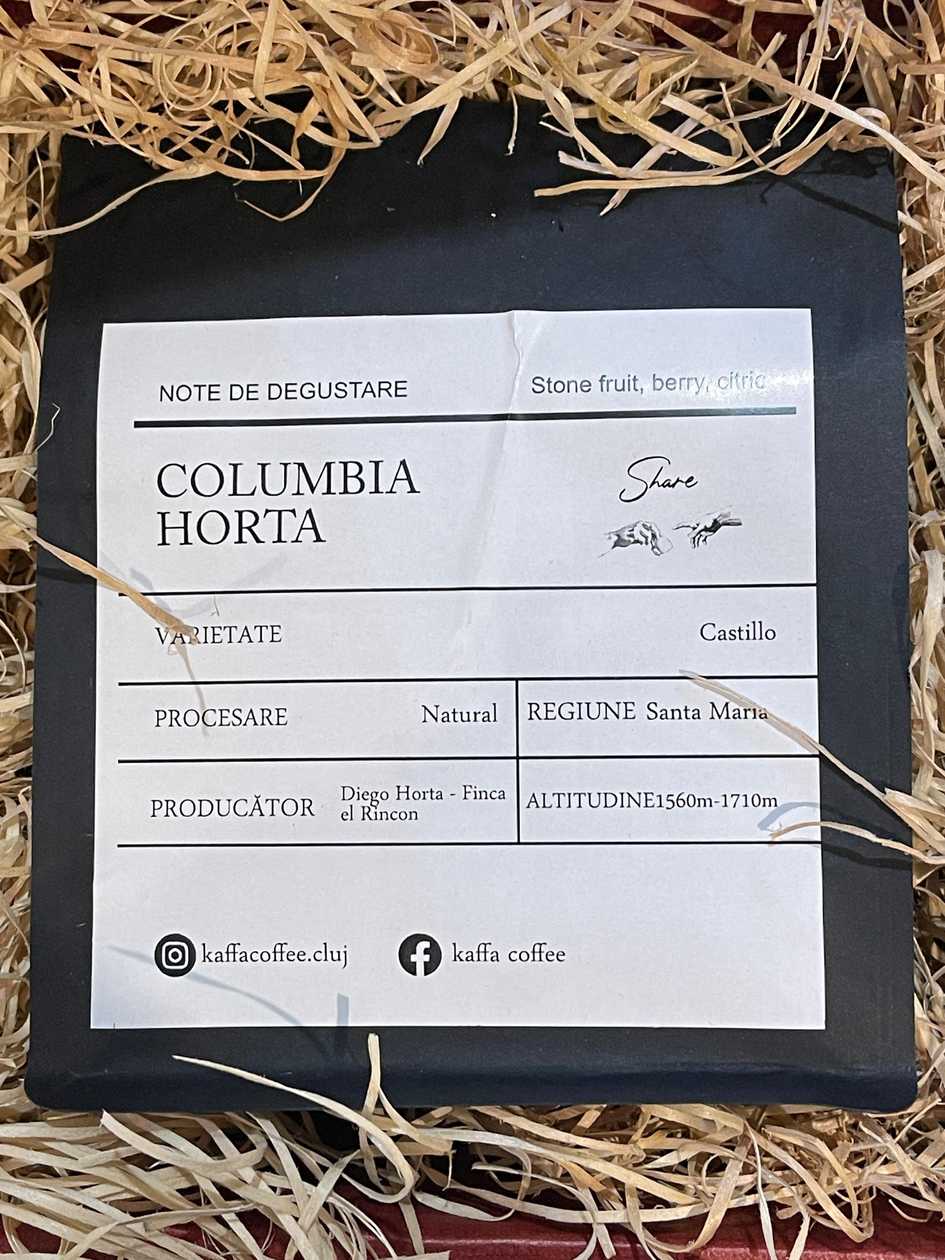 NOTE DE DEGUSTARE Stone fruit, berry, citric
COLUMBIA
HORTA
Share
VARIETATE Castillo
PROCESARE Natural REGIUNE Santa Maria
PRODUCĂTOR Diego Horta - Finca
el Rincon
ALTITUDINE1560m-1710m
kaffacoffee.cluj kaffa coffee